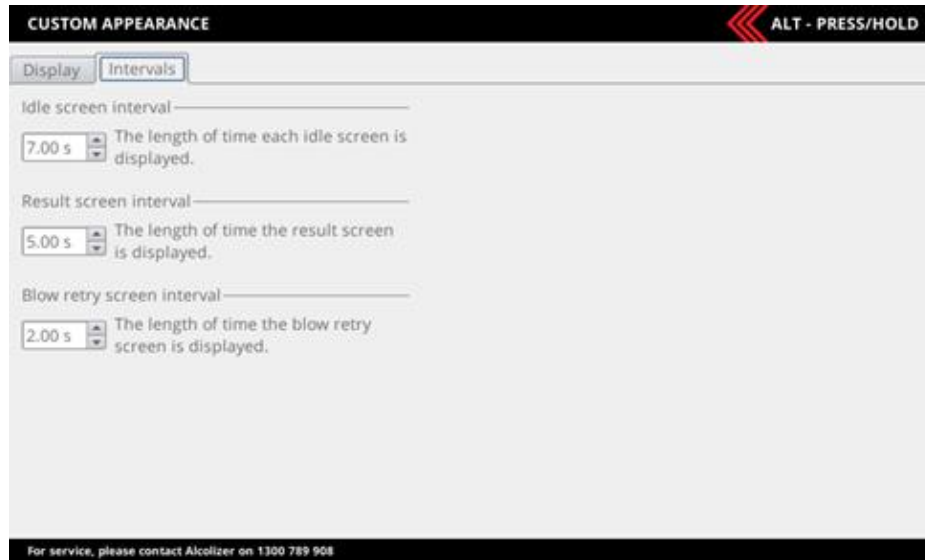 CUSTOM APPEARANCE
ALT - PRESS/HOLD
Display
Intervals
Idle screen interval
7.00 s
The length of time each idle screen is
displayed.
Result screen interval
5.00 s
The length of time the result screen
is displayed.
Blow retry screen interval
2.00 s
The length of time the blow retry
screen is displayed.
For service, please contact Alcolizer on 1300 789 908